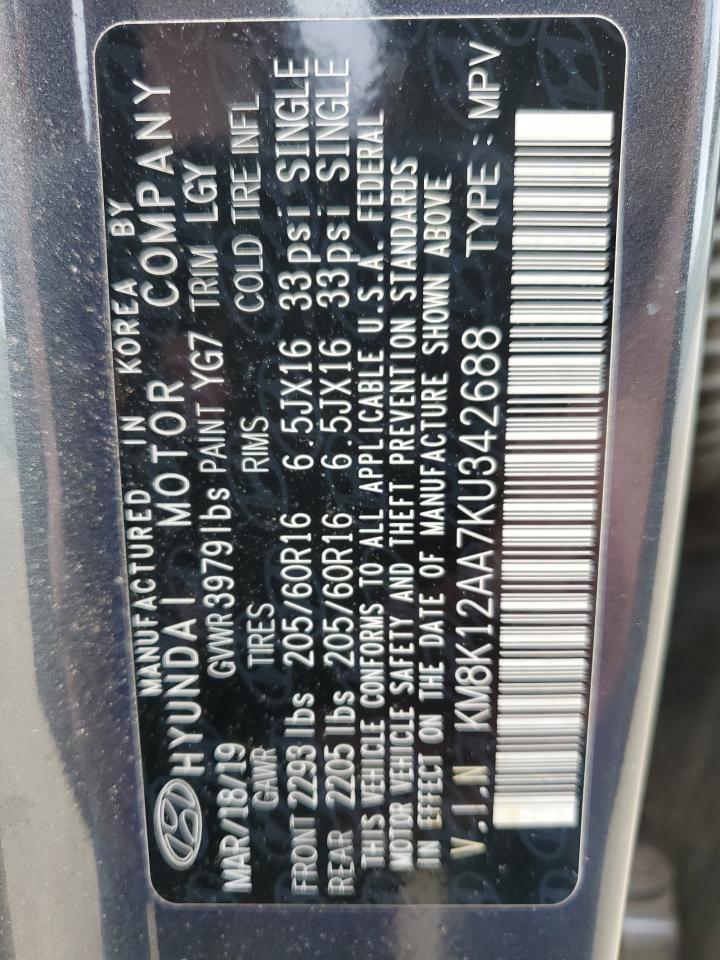 MANUFACTURED IN KOREA BY
HYUNDAI MOTOR COMPANY
MAR/18/19 GVWR3979lbs PAINT YG7 TRIM LGY
GAWR TIRES RIMS COLD TIRE INFL
FRONT 2293 lbs 205/60R16 6.5JX16 33psi SINGLE
REAR 2205 lbs 205/60R16 6.5JX16 33psi SINGLE
THIS VEHICLE CONFORMS TO ALL APPLICABLE U.S.A. FEDERAL
MOTOR VEHICLE SAFETY AND THEFT PREVENTION STANDARDS
IN EFFECT ON THE DATE OF MANUFACTURE SHOWN ABOVE
V.I.N KM8K12AA7KU342688 TYPE : MPV